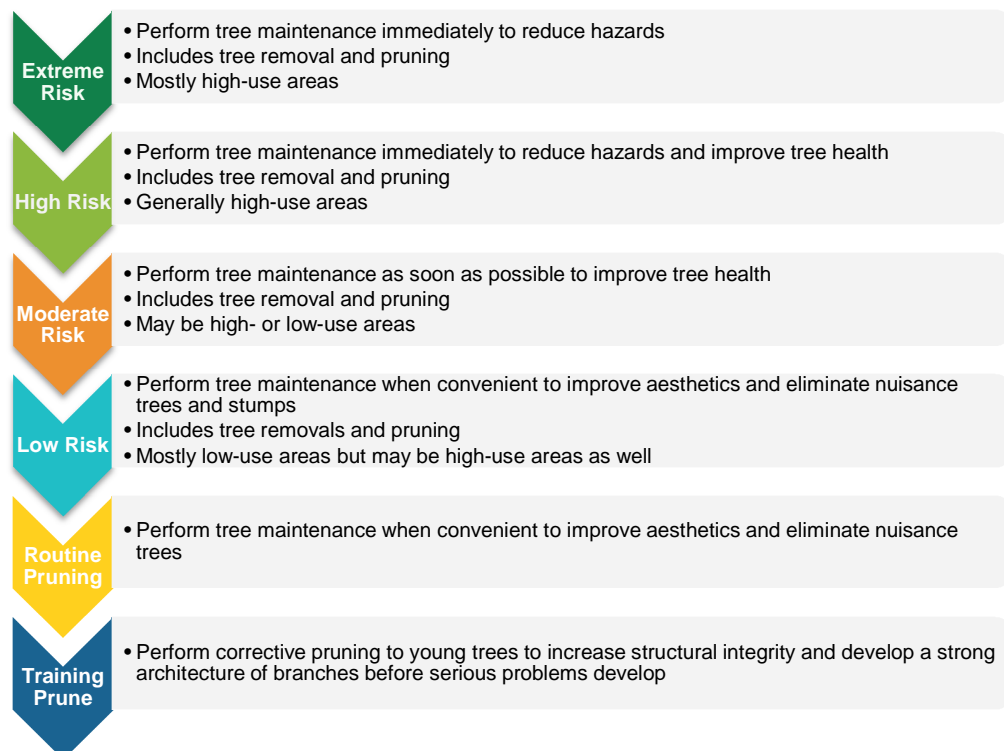 Extreme
Risk
• Perform tree maintenance immediately to reduce hazards
• Includes tree removal and pruning
• Mostly high-use areas
High Risk
• Perform tree maintenance immediately to reduce hazards and improve tree health
• Includes tree removal and pruning
• Generally high-use areas
Moderate
Risk
• Perform tree maintenance as soon as possible to improve tree health
• Includes tree removal and pruning
• May be high- or low-use areas
Low Risk
• Perform tree maintenance when convenient to improve aesthetics and eliminate nuisance
trees and stumps
• Includes tree removals and pruning
• Mostly low-use areas but may be high-use areas as well
Routine
Pruning
• Perform tree maintenance when convenient to improve aesthetics and eliminate nuisance
trees
Training
Prune
• Perform corrective pruning to young trees to increase structural integrity and develop a strong
architecture of branches before serious problems develop